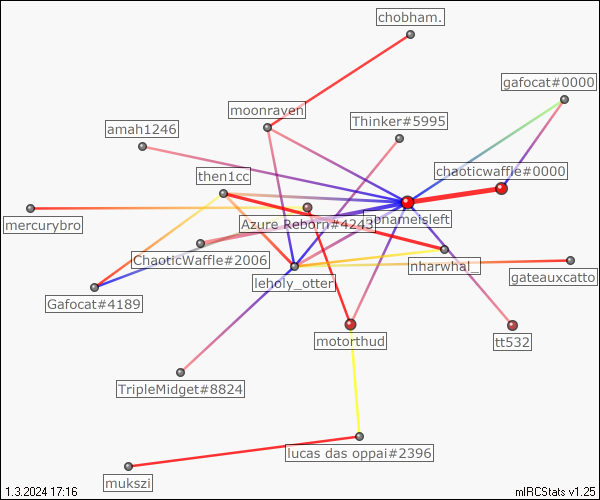 chobham.
gafocat#0000
moonraven
Thinker#5995
amah1246
chaoticwaffle#0000
then1cc
mercurybro
Azure Reborn#4243
nonameisleft
ChaoticWaffle#2006
nharwhal_
gateauxcatto
leholy_otter
Gafocat#4189
motorthud
tt532
TripleMidget#8824
lucas das oppai#2396
mukszi
1.3.2024 17:16
mIRCStats v1.25